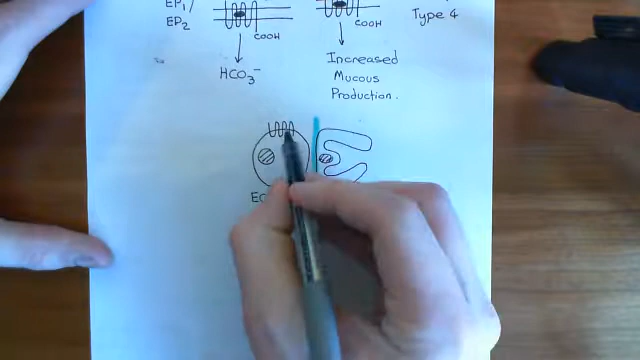 EP1/
EP2
COOH
COOH
Type 4
HCO3⁻
Increased
Mucous
Production.